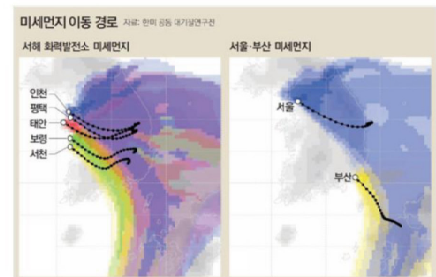 미세먼지 이동 경로
자료: 한미 공동 대기질연구전
서해 화력발전소 미세먼지
인천
평택
태안
보령
서천
서울·부산 미세먼지
서울
부산